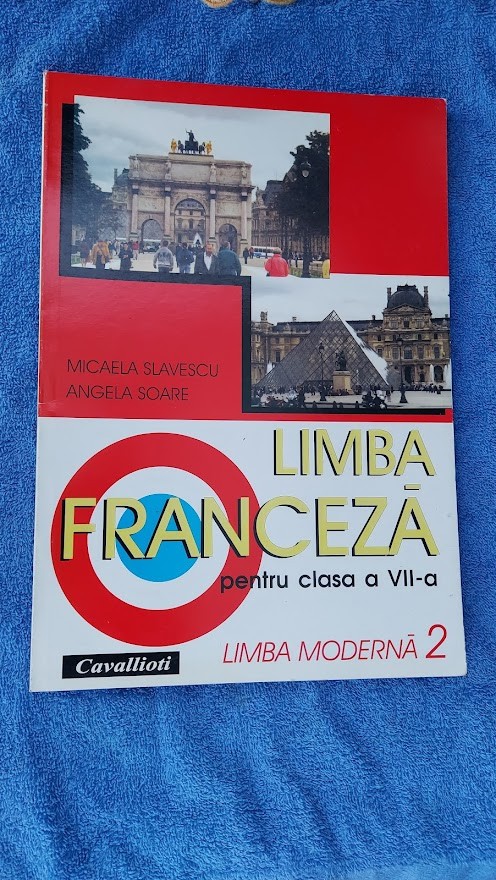 MICAELA SLAVESCU
ANGELA SOARE
LIMBA
FRANCEZĂ
pentru clasa a VII-a
LIMBA MODERNĂ 2
Cavallioti